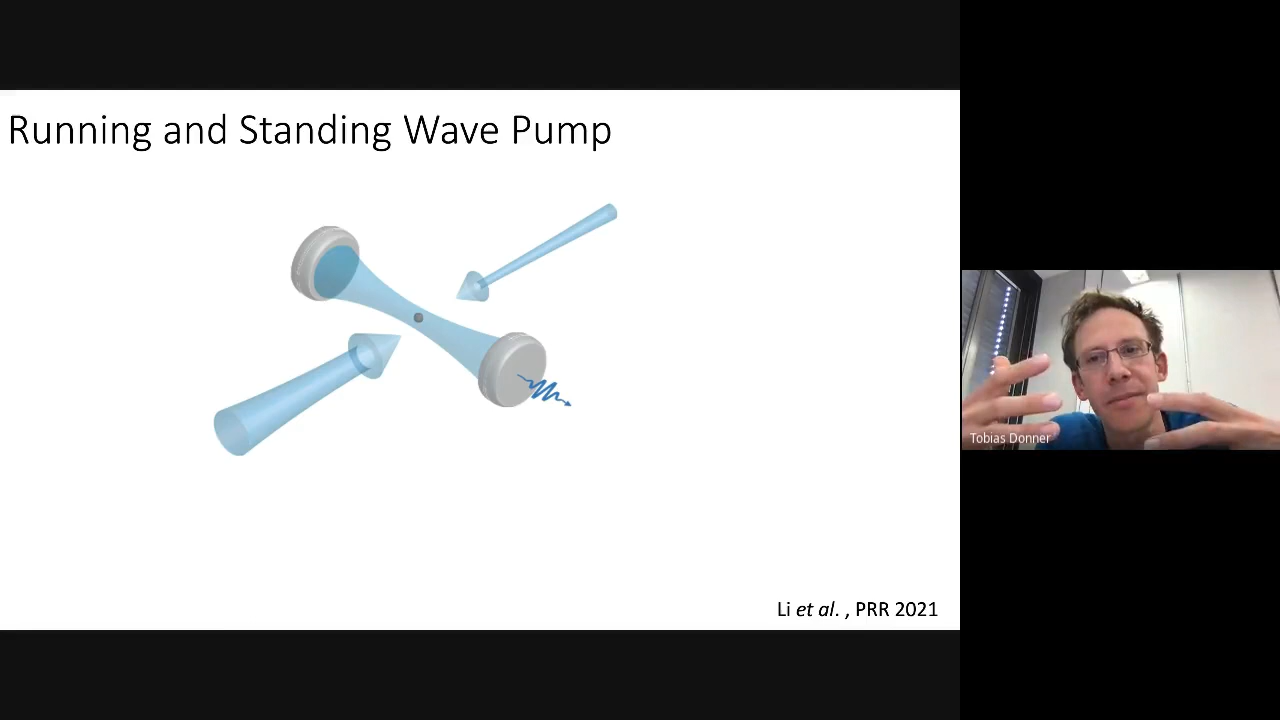 Running and Standing Wave Pump
Tobias Donner
Li et al. , PRR 2021